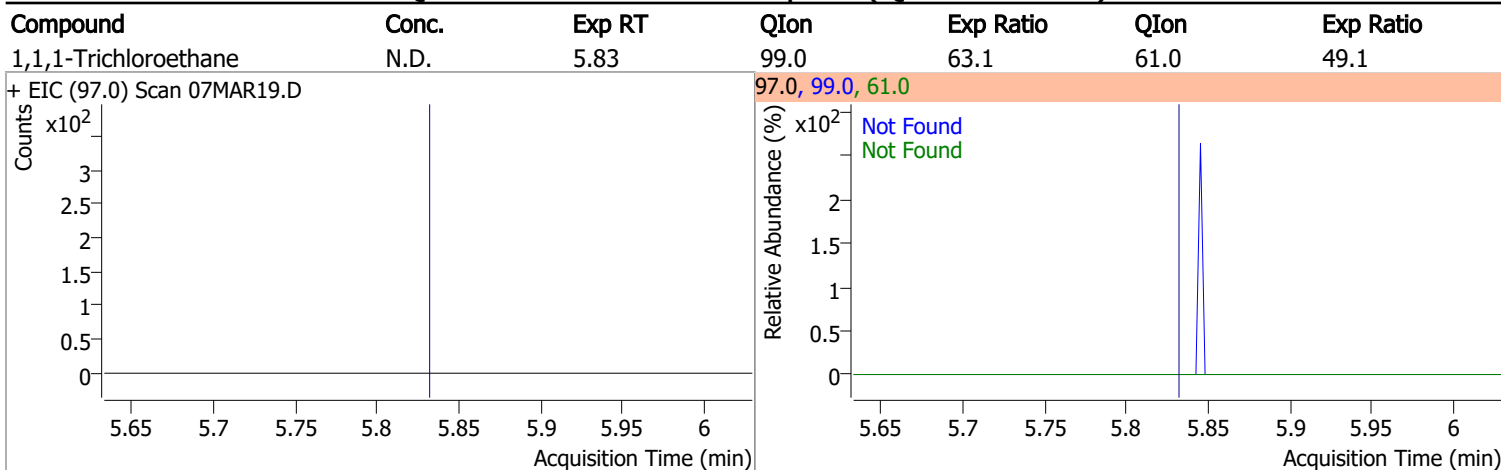 Compound Conc. Exp RT QIon Exp Ratio QIon Exp Ratio
1,1,1-Trichloroethane N.D. 5.83 99.0 63.1 61.0 49.1
+ EIC (97.0) Scan 07MAR19.D
Counts
x10²
3
2.5
2
1.5
1
0.5
0
5.65 5.7 5.75 5.8 5.85 5.9 5.95 6
Acquisition Time (min)
97.0, 99.0, 61.0
Relative Abundance (%)
x10²
Not Found
Not Found
2
1.5
1
0.5
0
5.65 5.7 5.75 5.8 5.85 5.9 5.95 6
Acquisition Time (min)